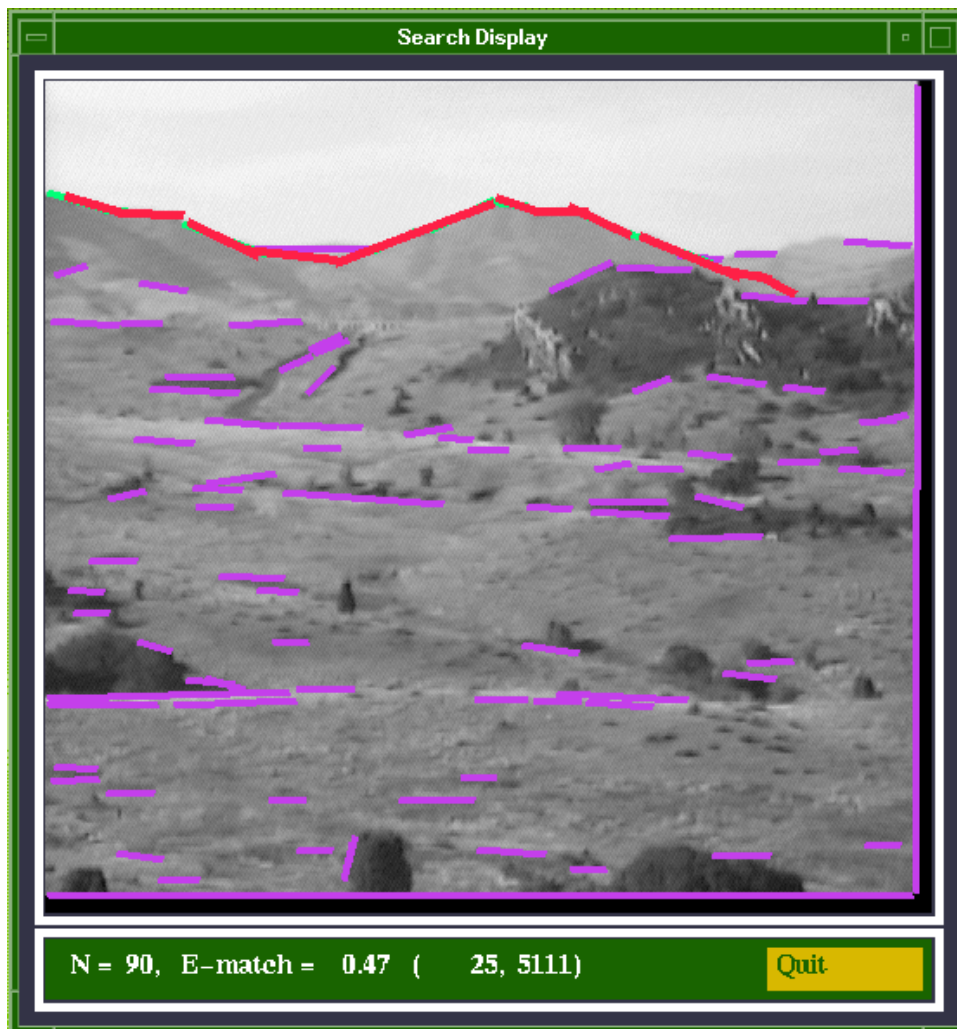 Search Display
N = 90, E-match = 0.47 ( 25, 5111)
Quit